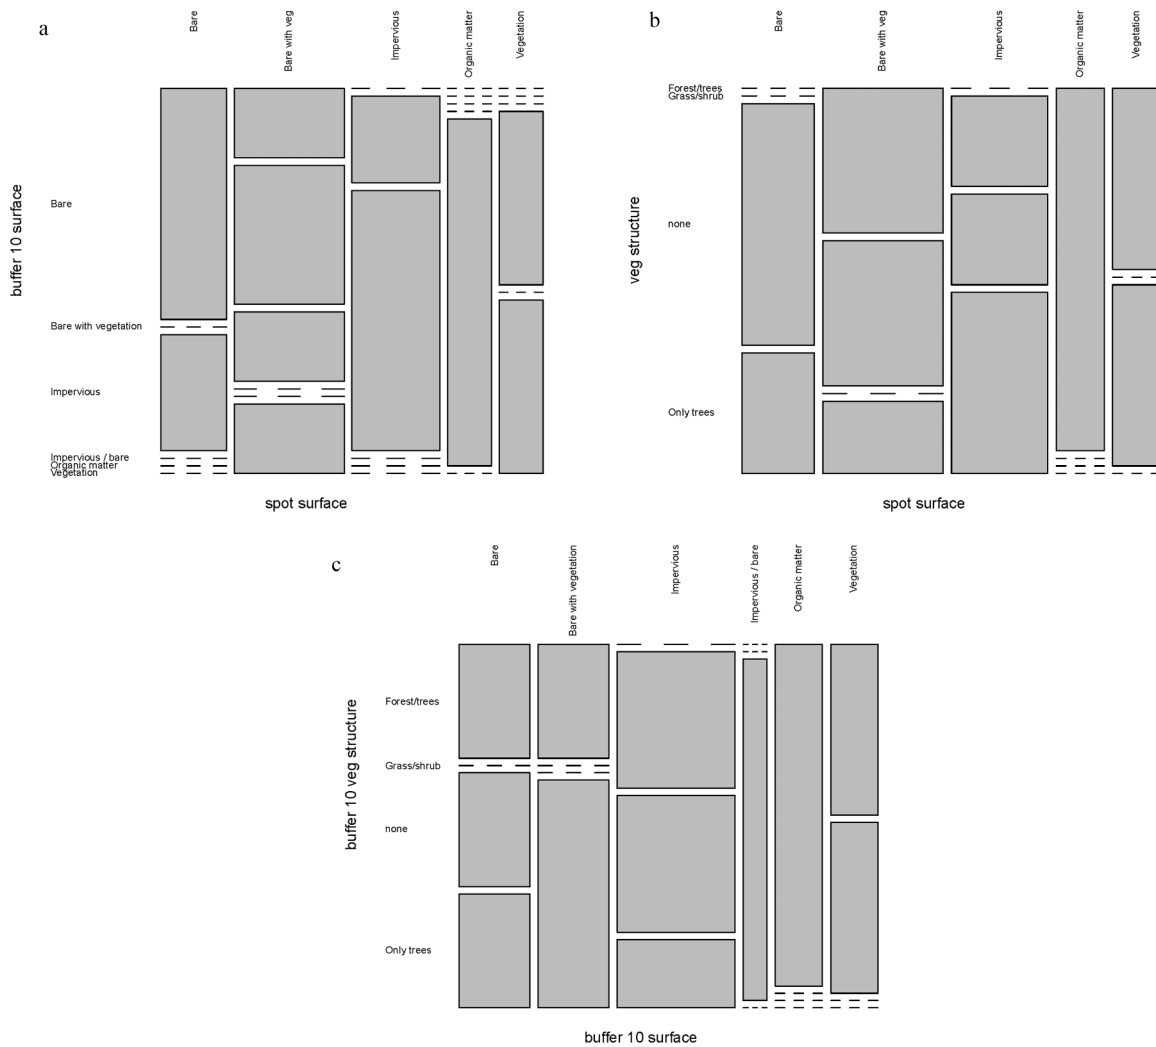 a
Bare
Bare with veg
Impervious
Organic matter
Vegetation
buffer 10 surface
Bare
Bare with vegetation
Impervious
Impervious / bare
Organic matter
Vegetation
spot surface
b
Bare
Bare with veg
Impervious
Organic matter
Vegetation
veg structure
Forest/trees
Grass/shrub
none
Only trees
spot surface
c
Bare
Bare with vegetation
Impervious
Impervious / bare
Organic matter
Vegetation
buffer 10 veg structure
Forest/trees
Grass/shrub
none
Only trees
buffer 10 surface